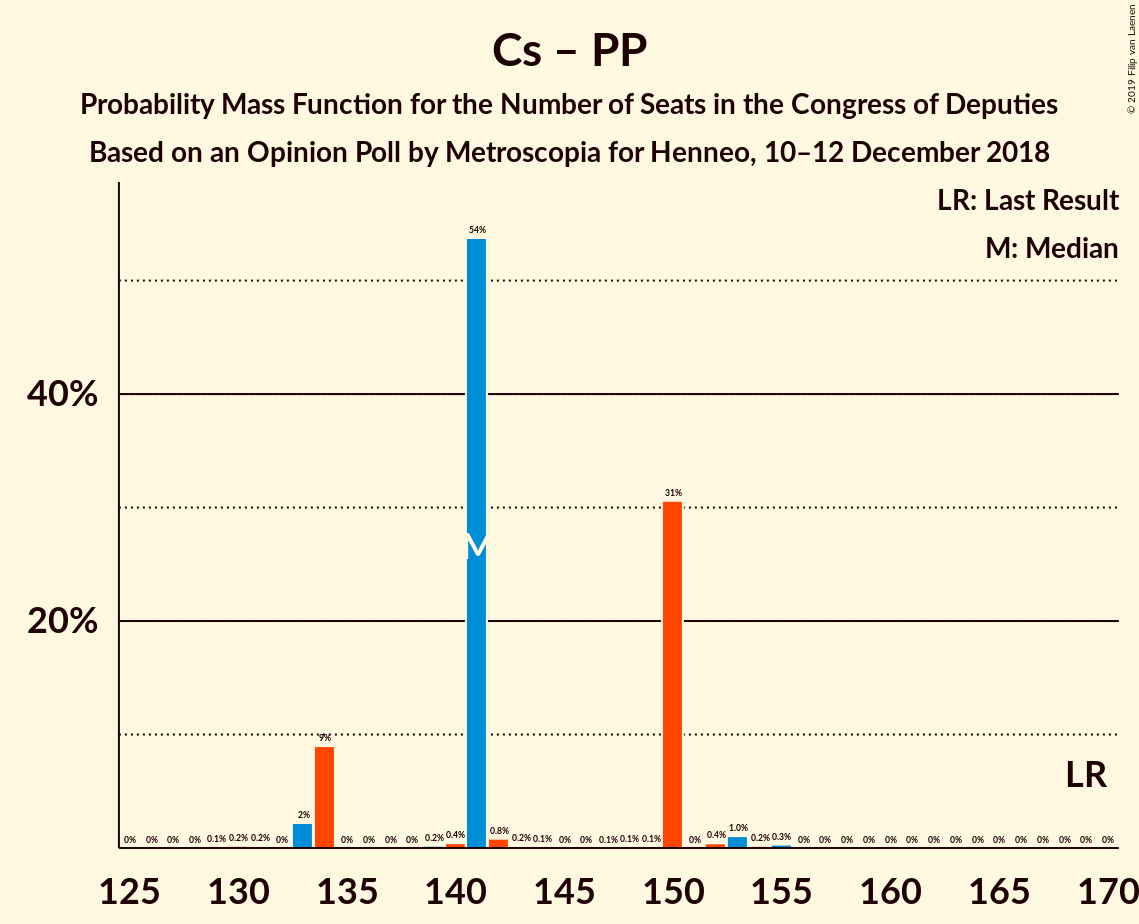 Cs – PP
Probability Mass Function for the Number of Seats in the Congress of Deputies
Based on an Opinion Poll by Metroscopia for Henneo, 10–12 December 2018
© 2019 Filip van Laenen
LR: Last Result
M: Median
40%
20%
54%
31%
9%
2%
M
LR
0% 0% 0% 0% 0.1% 0.2% 0.2% 0% 0% 0% 0% 0% 0.2% 0.4% 0.8% 0.2% 0.1% 0% 0% 0.1% 0.1% 0.1% 0% 0.4% 1.0% 0.2% 0.3% 0% 0% 0% 0% 0% 0% 0% 0% 0% 0% 0% 0% 0% 0% 0%
125 130 135 140 145 150 155 160 165 170